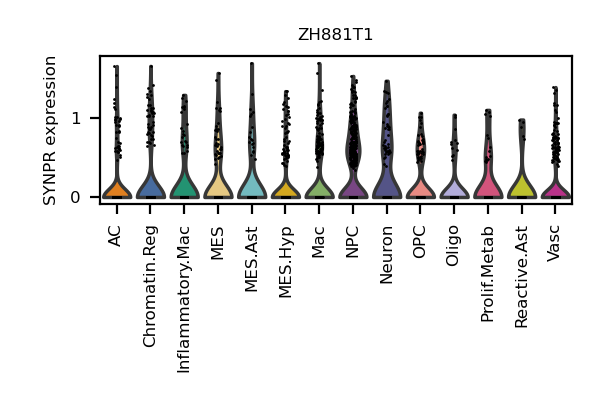 ZH881T1
SYNPR expression
1
0
AC
Chromatin.Reg
Inflammatory.Mac
MES
MES.Ast
MES.Hyp
Mac
NPC
Neuron
OPC
Oligo
Prolif.Metab
Reactive.Ast
Vasc